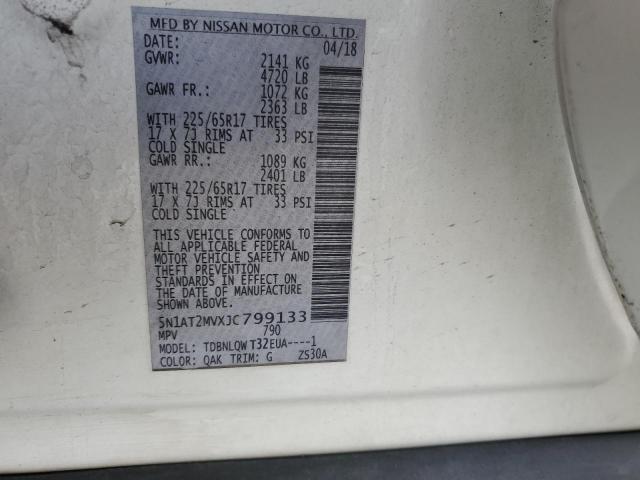 MFD BY NISSAN MOTOR CO., LTD.
DATE: 04/18
GVWR: 2141 KG
4720 LB
GAWR FR.: 1072 KG
2363 LB
WITH 225/65R17 TIRES
17 X 7J RIMS AT 33 PSI
COLD SINGLE
GAWR RR.: 1089 KG
2401 LB
WITH 225/65R17 TIRES
17 X 7J RIMS AT 33 PSI
COLD SINGLE
THIS VEHICLE CONFORMS TO
ALL APPLICABLE FEDERAL
MOTOR VEHICLE SAFETY AND
THEFT PREVENTION
STANDARDS IN EFFECT ON
THE DATE OF MANUFACTURE
SHOWN ABOVE.
5N1AT2MVXJC799133
MPV 790
MODEL: TDBNLQW T32EUA----1
COLOR: QAK TRIM: G ZS30A